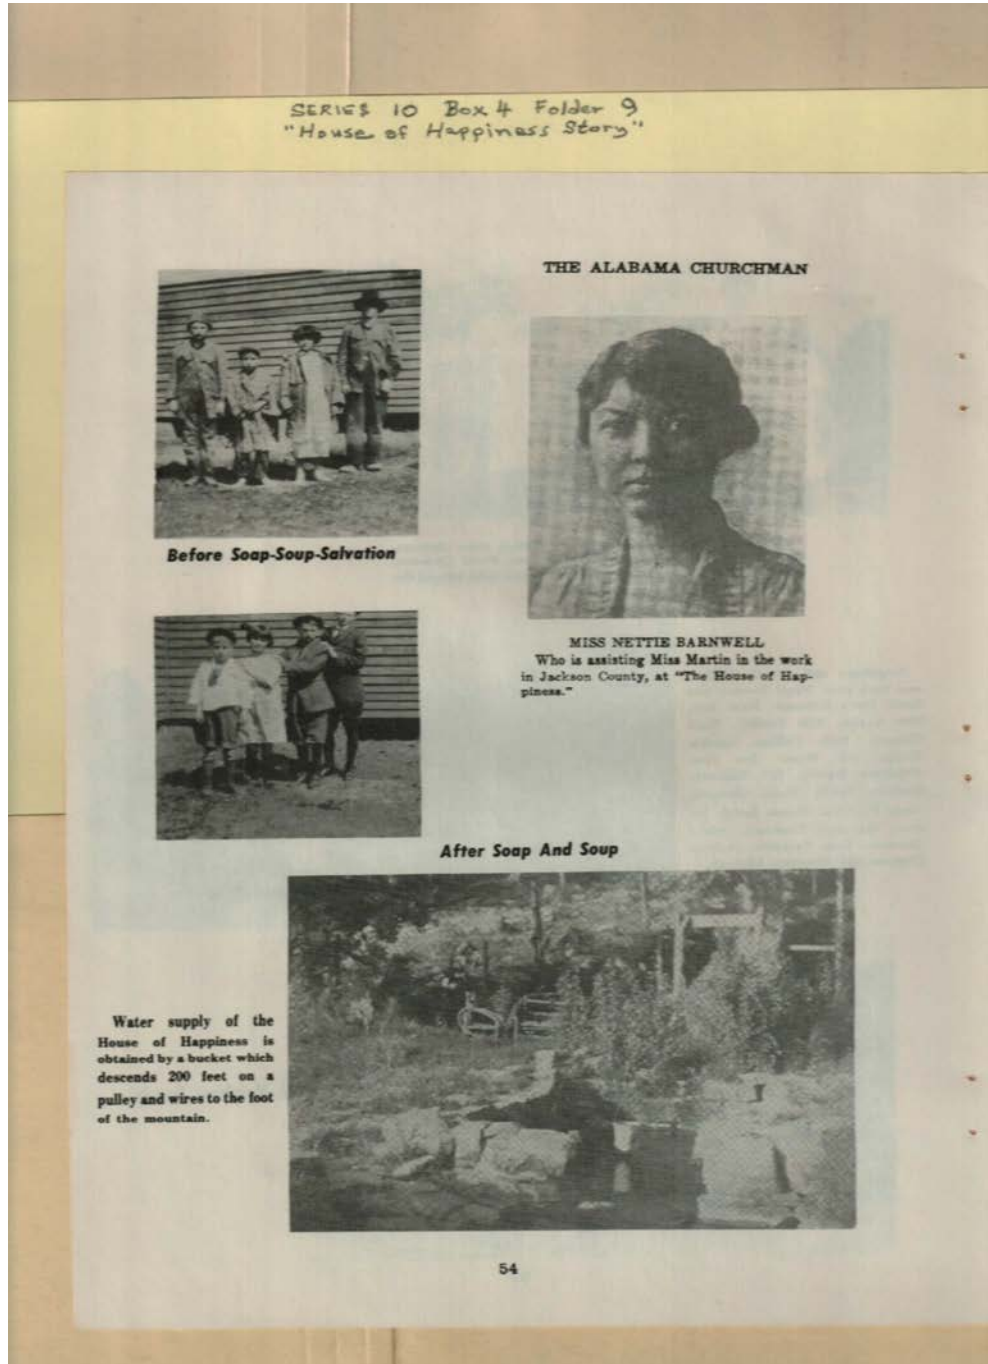 SERIES 10 Box 4 Folder 9
"House of Happiness Story"
THE ALABAMA CHURCHMAN
Before Soap-Soup-Salvation
MISS NETTIE BARNWELL
Who is assisting Miss Martin in the work
in Jackson County, at "The House of Hap-
piness."
After Soap And Soup
Water supply of the
House of Happiness is
obtained by a bucket which
descends 200 feet on a
pulley and wires to the foot
of the mountain.
54